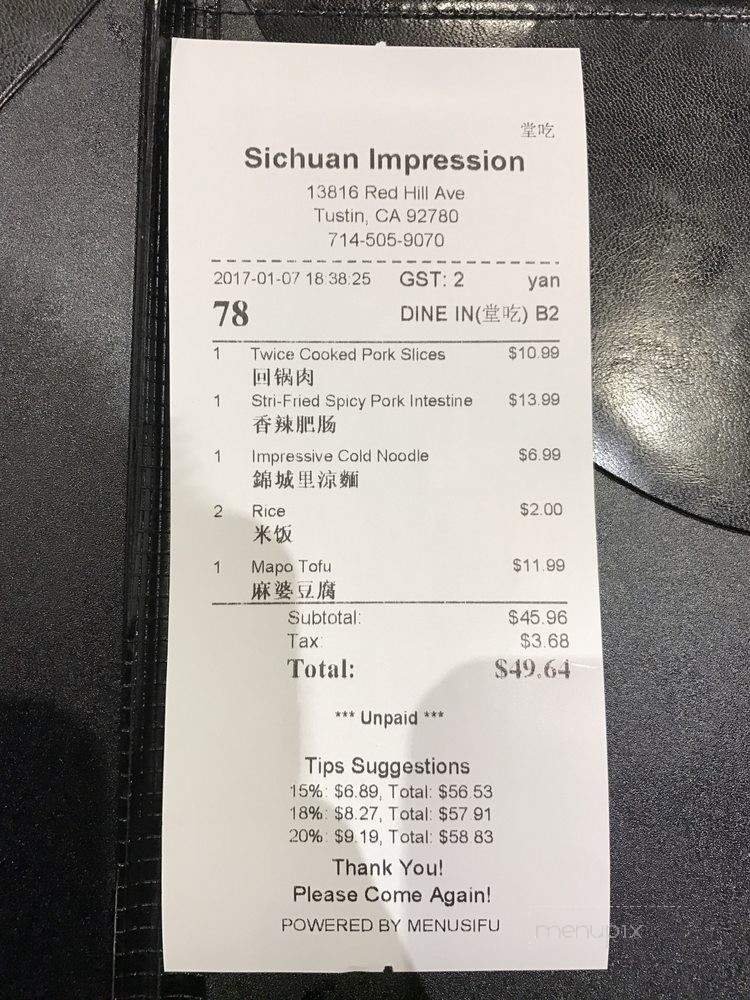 堂吃
Sichuan Impression
13816 Red Hill Ave
Tustin, CA 92780
714-505-9070
2017-01-07 18:38:25 GST: 2 yan
78 DINE IN(堂吃) B2
1 Twice Cooked Pork Slices $10.99
回锅肉
1 Stri-Fried Spicy Pork Intestine $13.99
香辣肥肠
1 Impressive Cold Noodle $6.99
錦城里涼麵
2 Rice $2.00
米饭
1 Mapo Tofu $11.99
麻婆豆腐
Subtotal: $45.96
Tax: $3.68
Total: $49.64
*** Unpaid ***
Tips Suggestions
15%: $6.89, Total: $56.53
18%: $8.27, Total: $57.91
20%: $9.19, Total: $58.83
Thank You!
Please Come Again!
POWERED BY MENUSIFU
menupix